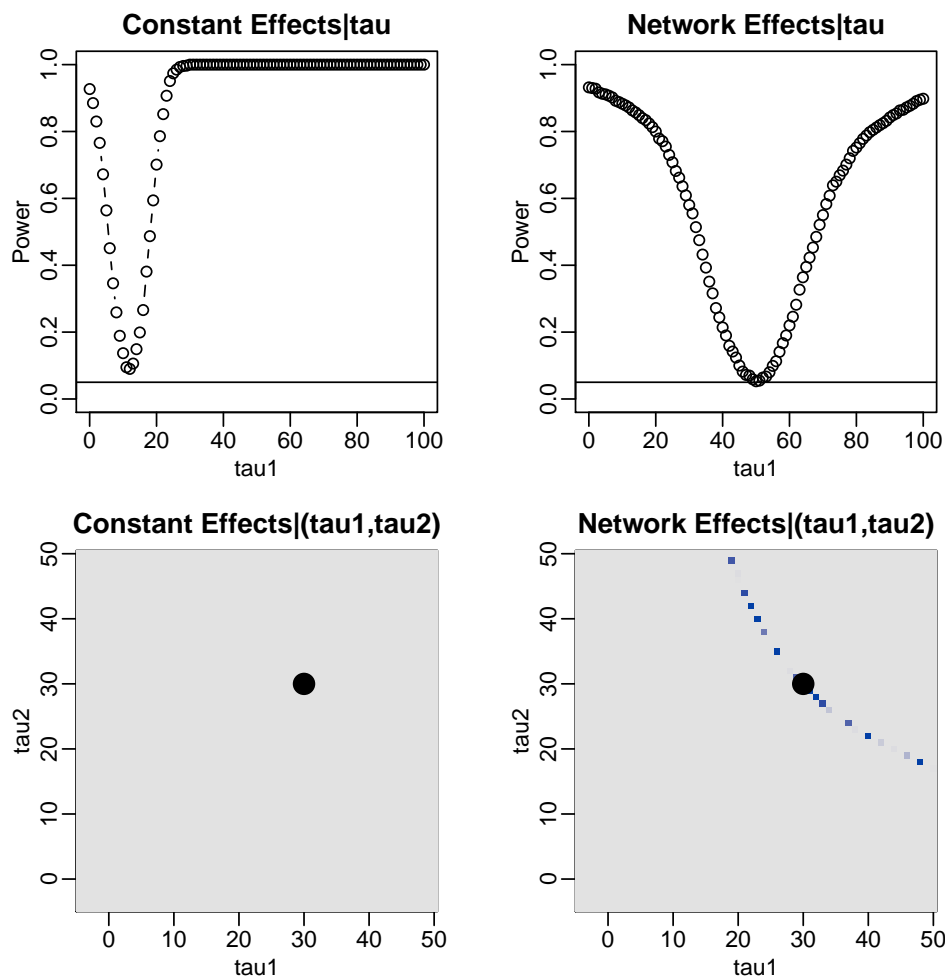 Constant Effects|tau
Power
0.0 0.2 0.4 0.6 0.8 1.0
0 20 40 60 80 100
tau1
Network Effects|tau
Power
0.0 0.2 0.4 0.6 0.8 1.0
0 20 40 60 80 100
tau1
Constant Effects|(tau1,tau2)
tau2
0 10 20 30 40 50
0 10 20 30 40 50
tau1
Network Effects|(tau1,tau2)
tau2
0 10 20 30 40 50
0 10 20 30 40 50
tau1